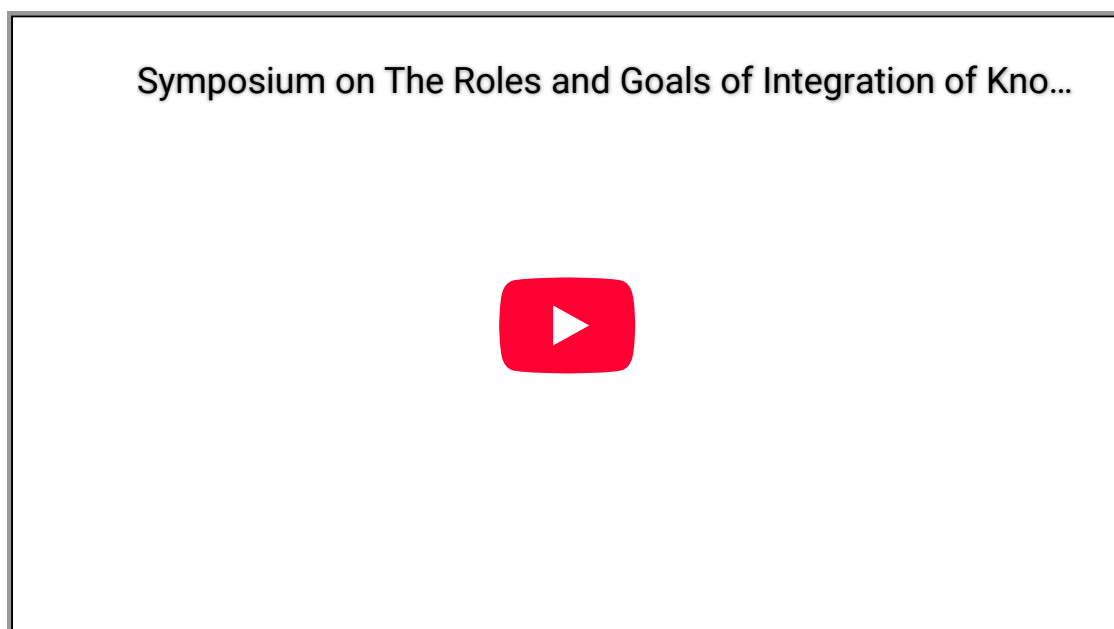 Symposium on The Roles and Goals of Integration of Kno...